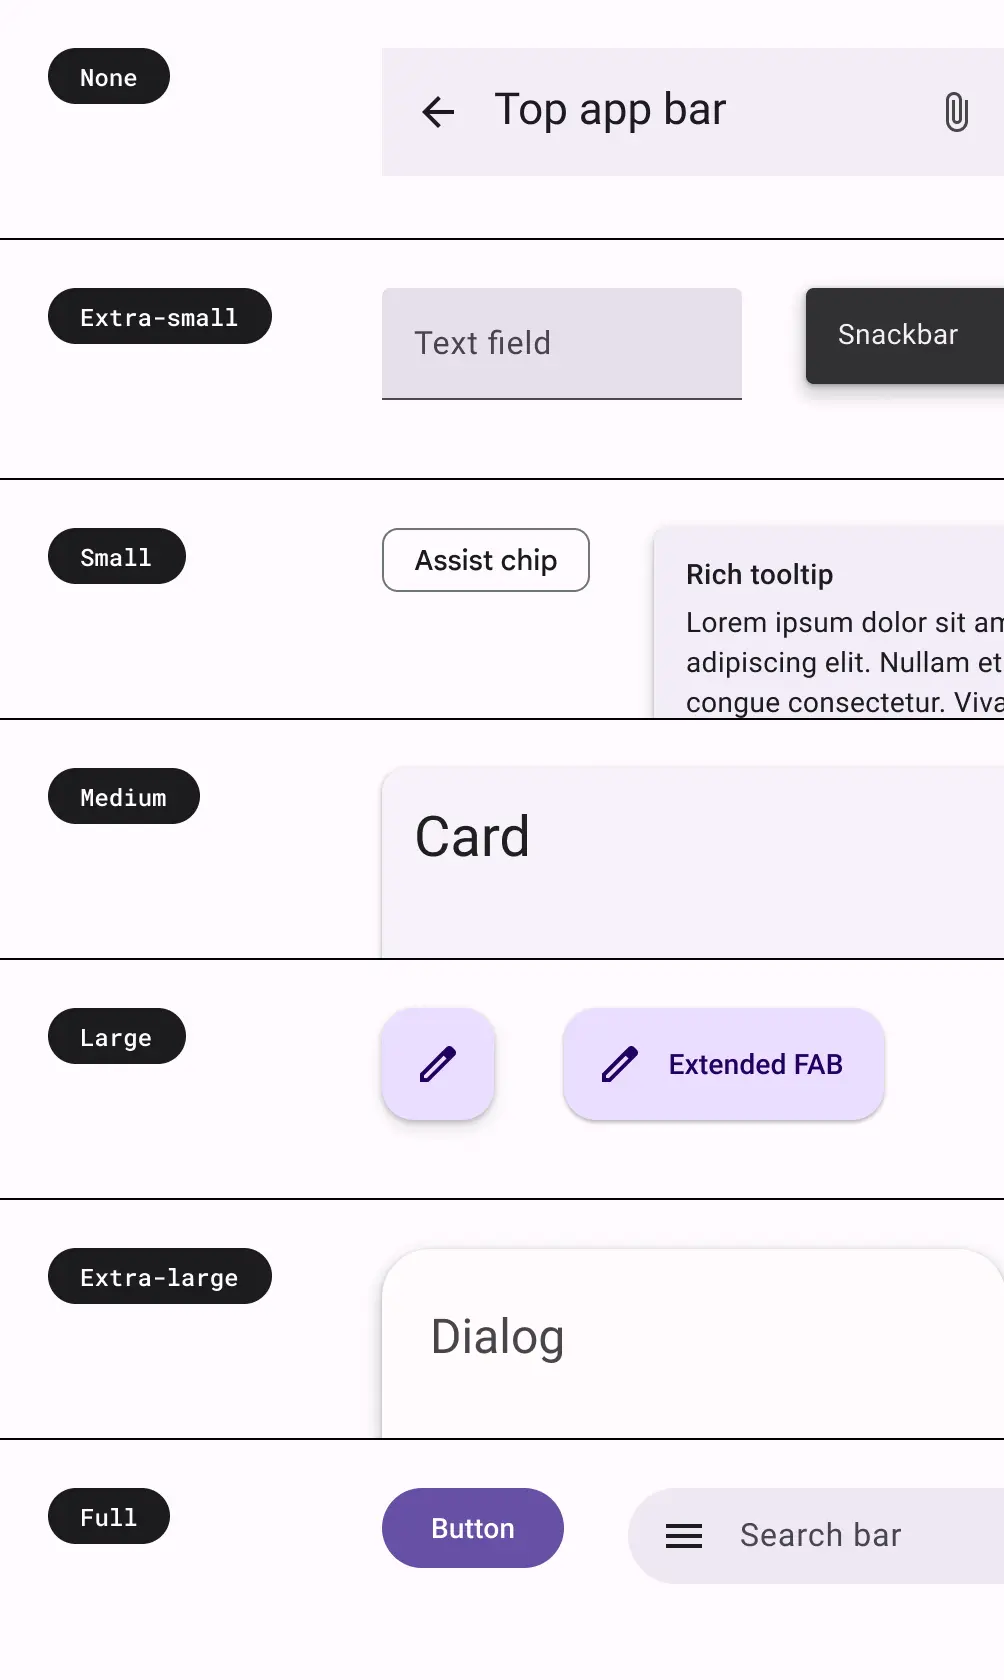 None
Top app bar
Extra-small
Text field
Snackbar
Small
Assist chip
Rich tooltip
Lorem ipsum dolor sit am
adipiscing elit. Nullam et
congue consectetur. Viva
Medium
Card
Large
Extended FAB
Extra-large
Dialog
Full
Button
Search bar